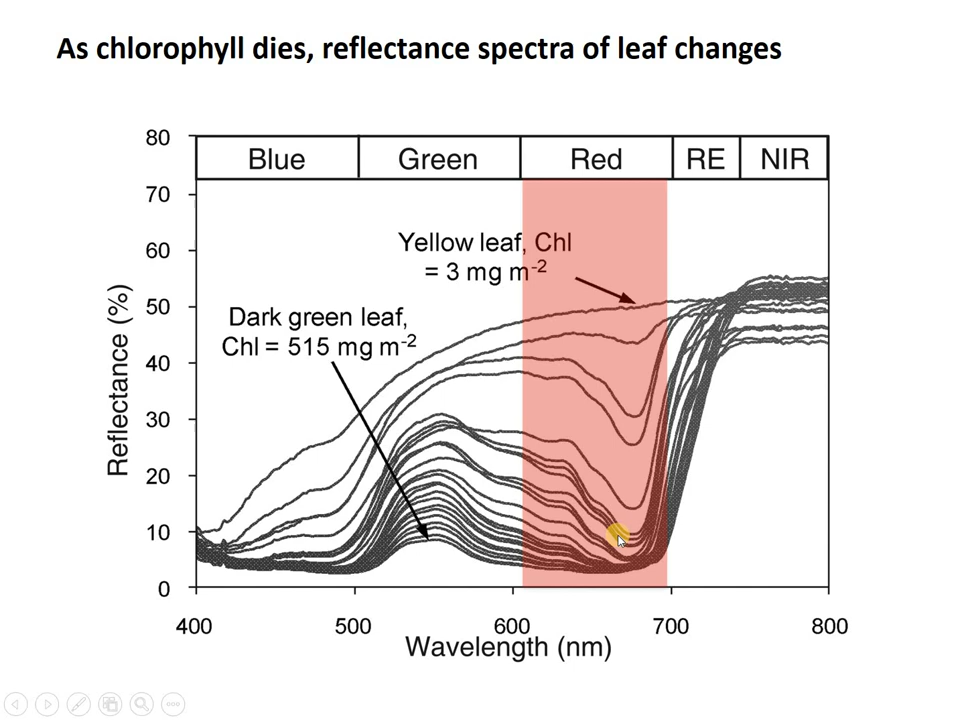 As chlorophyll dies, reflectance spectra of leaf changes
80
Blue Green Red RE NIR
70
60
50
40
30
20
10
0
Reflectance (%)
Yellow leaf, Chl
= 3 mg m-2
Dark green leaf,
Chl = 515 mg m-2
400 500 600 700 800
Wavelength (nm)